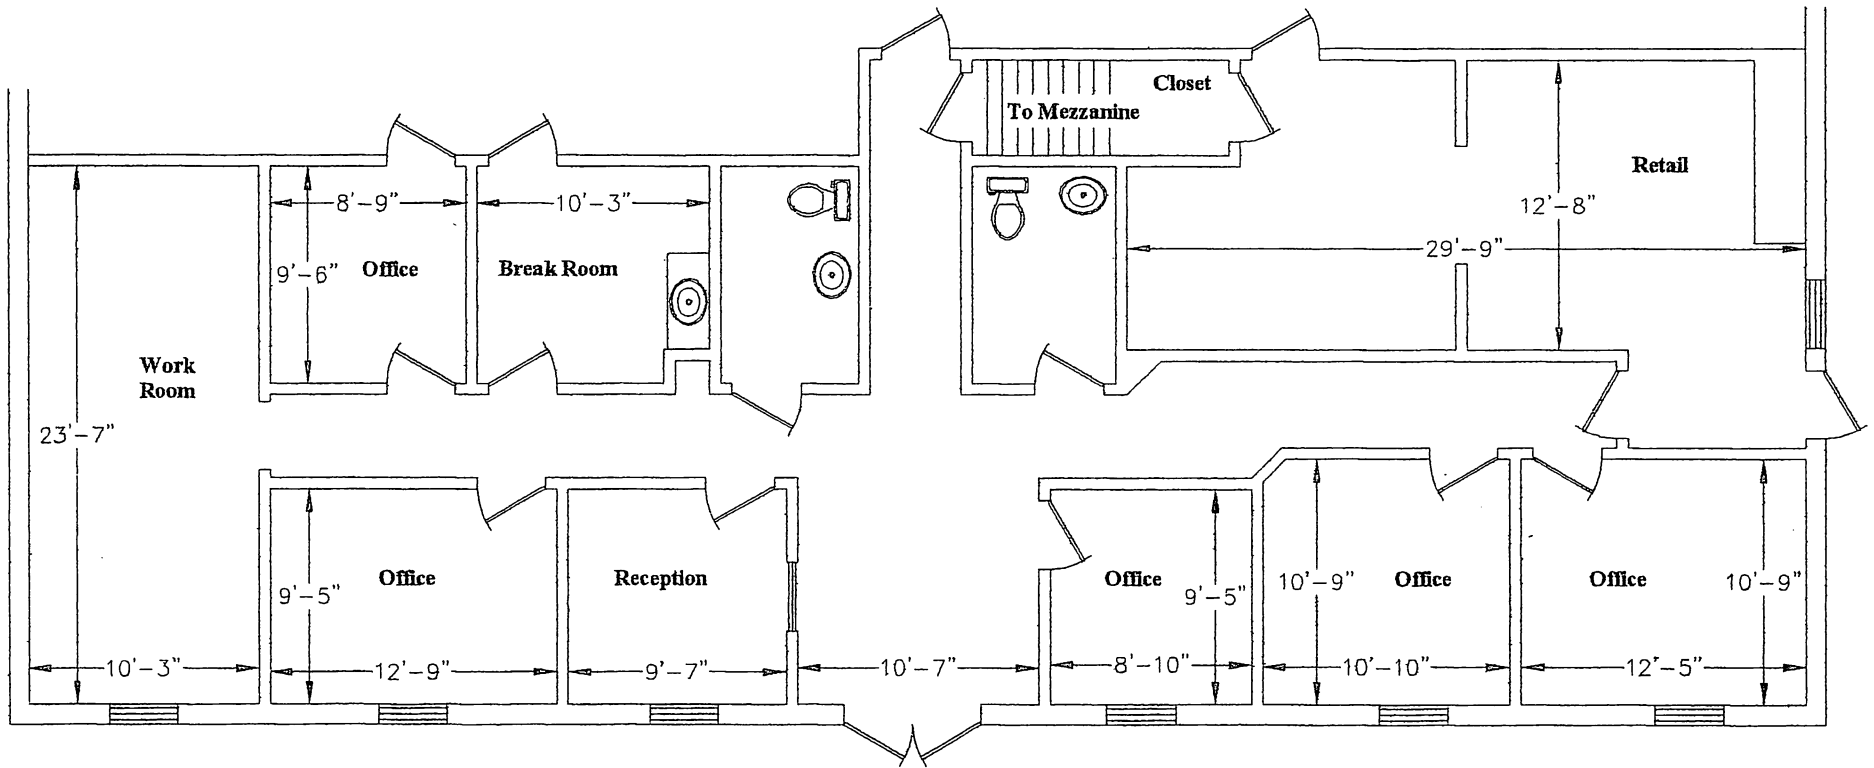 Closet
To Mezzanine
Retail
8'-9"
10'-3"
12'-8"
29'-9"
9'-6"
Office
Break Room
Work
Room
23'-7"
Office
Reception
Office
Office
Office
9'-5"
9'-5"
10'-9"
10'-9"
10'-3"
12'-9"
9'-7"
10'-7"
8'-10"
10'-10"
12'-5"